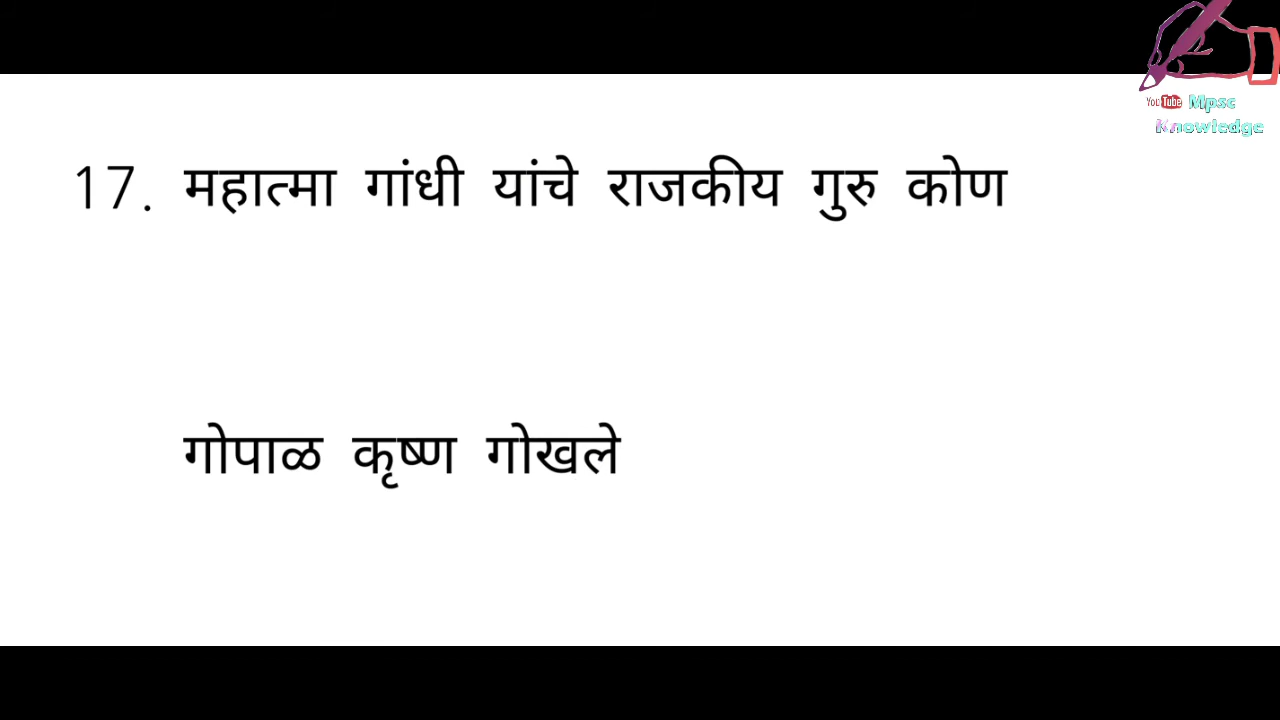 YouTube Mpsc
Knowledge
17. महात्मा गांधी यांचे राजकीय गुरु कोण
गोपाळ कृष्ण गोखले